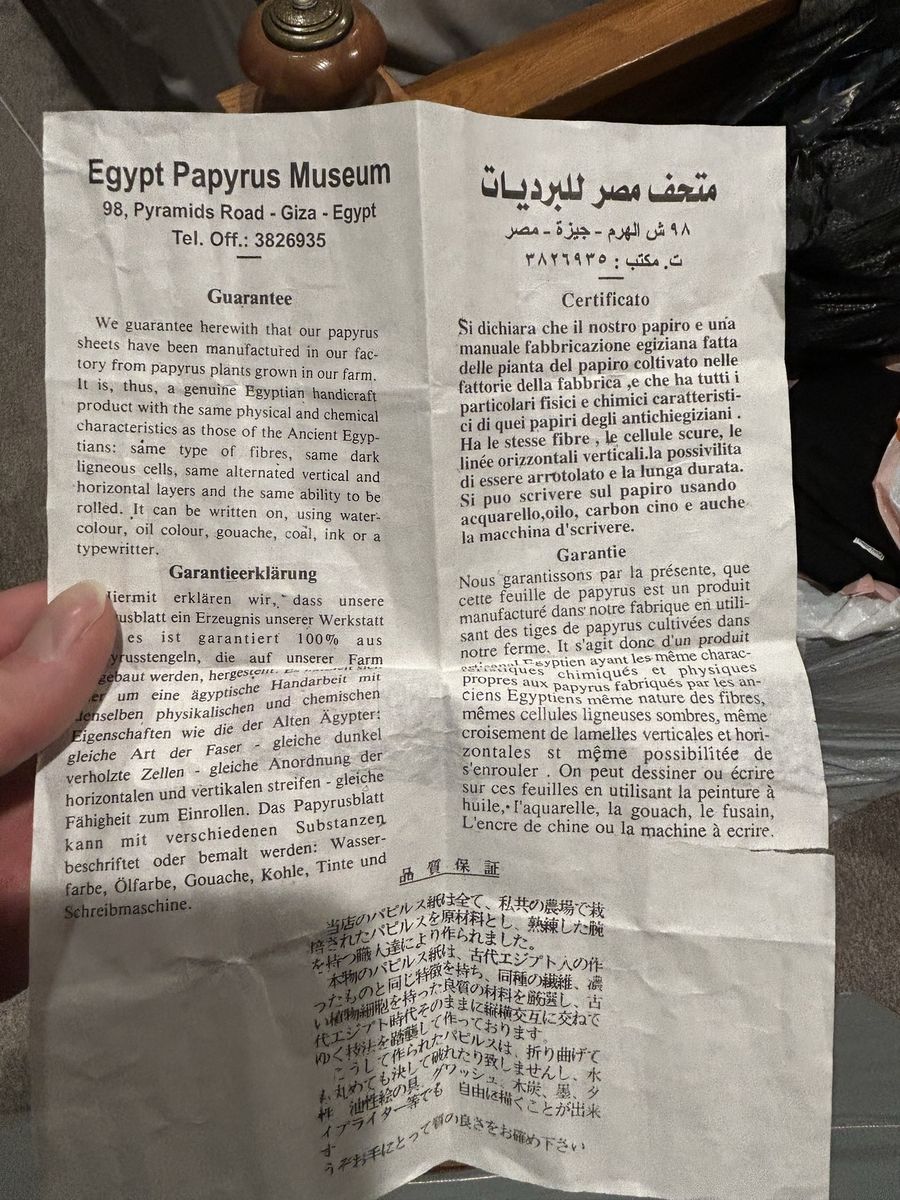 Egypt Papyrus Museum
98, Pyramids Road - Giza - Egypt
Tel. Off.: 3826935
Guarantee
We guarantee herewith that our papyrus
sheets have been manufactured in our fac-
tory from papyrus plants grown in our farm.
It is, thus, a genuine Egyptian handicraft
product with the same physical and chemical
characteristics as those of the Ancient Egyp-
tians: same type of fibres, same dark
ligneous cells, same alternated vertical and
horizontal layers and the same ability to be
rolled. It can be written on, using water-
colour, oil colour, gouache, coal, ink or a
typewritter.
Garantieerklärung
Hiermit erklären wir, dass unsere
usblatt ein Erzeugnis unserer Werkstatt
es ist garantiert 100% aus
yrusstengeln, die auf unserer Farm
gebaut werden, hergestellt. Es handelt sich
er um eine ägyptische Handarbeit mit
denselben physikalischen und chemischen
Eigenschaften wie die der Alten Ägypter:
gleiche Art der Faser - gleiche dunkel
verholzte Zellen - gleiche Anordnung der
horizontalen und vertikalen streifen - gleiche
Fähigheit zum Einrollen. Das Papyrusblatt
kann mit verschiedenen Substanzen
beschriftet oder bemalt werden: Wasser-
farbe, Ölfarbe, Gouache, Kohle, Tinte und
Schreibmaschine.
متحف مصر للبرديات
٩٨ ش الهرم - جيزة - مصر
ت. مكتب : ٣٨٢٦٩٣٥
Certificato
Si dichiara che il nostro papiro e una
manuale fabbricazione egiziana fatta
delle pianta del papiro coltivato nelle
fattorie della fabbrica ,e che ha tutti i
particolari fisici e chimici caratteristi-
ci di quei papiri degli antichiegiziani .
Ha le stesse fibre , le cellule scure, le
linée orizzontali verticali.la possivilita
di essere arrotolato e la lunga durata.
Si puo scrivere sul papiro usando
acquarello,oilo, carbon cino e auche
la macchina d'scrivere.
Garantie
Nous garantissons par la présente, que
cette feuille de papyrus est un produit
manufacturé dans notre fabrique en utili-
sant des tiges de papyrus cultivées dans
notre ferme. It s'agit donc d'un produit
Egyptien ayant les même charac-
chimiqués et physiques
propres aux papyrus fabriqués par les an-
ciens Egyptiens même nature des fibres,
mêmes cellules ligneuses sombres, même
croisement de lamelles verticales et hori-
zontales st même possibilitée de
s'enrouler . On peut dessiner ou écrire
sur ces feuilles en utilisant la peinture à
huile, l'aquarelle, la gouach, le fusain,
L'encre de chine ou la machine à ecrire.
品質保証
当店のパピルス紙は全て、私共の農場で栽
培されたパピルスを原材料とし、熟練した腕
を持つ職人達により作られました。
本物のパピルス紙は、古代エジプト人の作
ったものと同じ特徴を持ち、同種の繊維、濃
い植物細胞を持った良質の材料を厳選し、古
代エジプト時代そのままに縦横交互に交ねて
ゆく技法を踏襲して作っております。
こうして作られたパピルスは、折り曲げて
も丸めても決して破れたり致しませんし、水
性 油性絵の具、グワッシュ、木炭、墨、タ
イプライター等でも 自由に描くことが出来
す
うぞお手にとって質の良さをお確め下さい